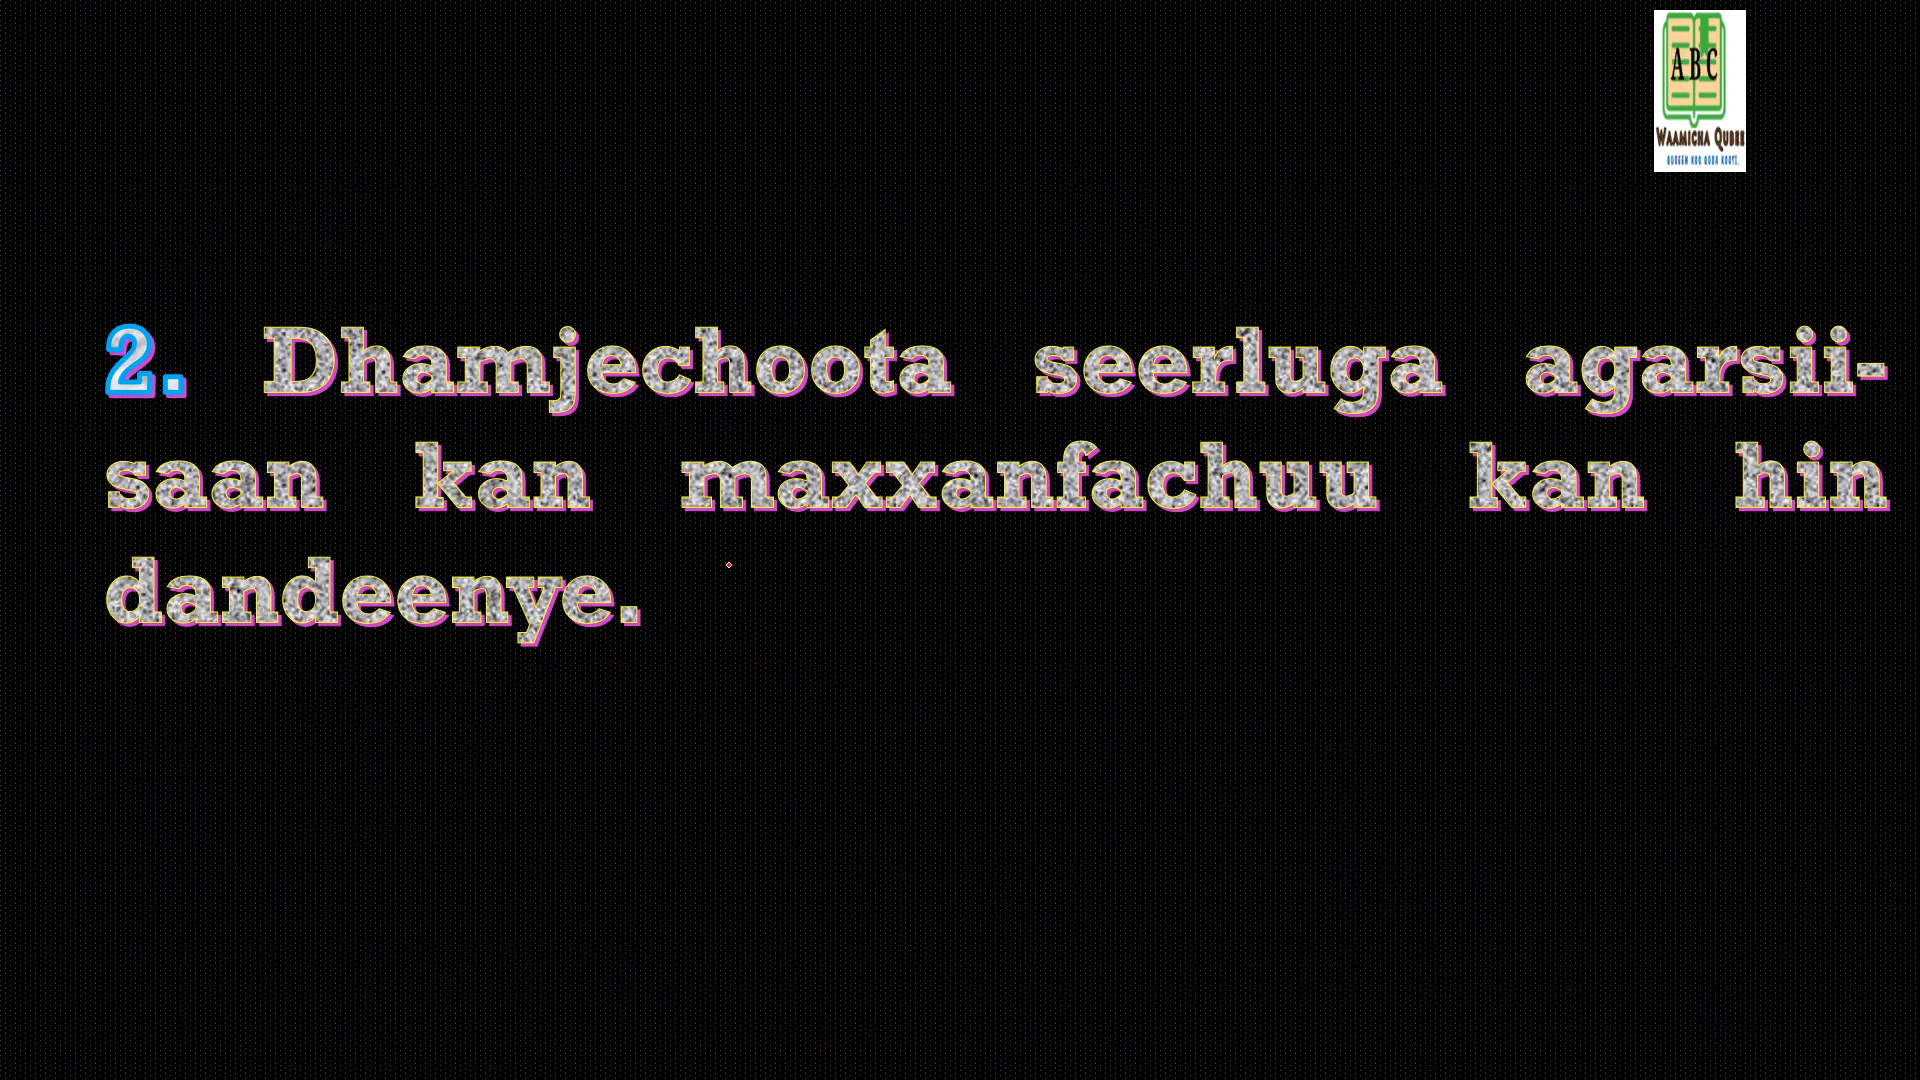 ABC
WAAMICHA QUBEE
2. Dhamjechoota seerluga agarsii-
saan kan maxxanfachuu kan hin
dandeenye.